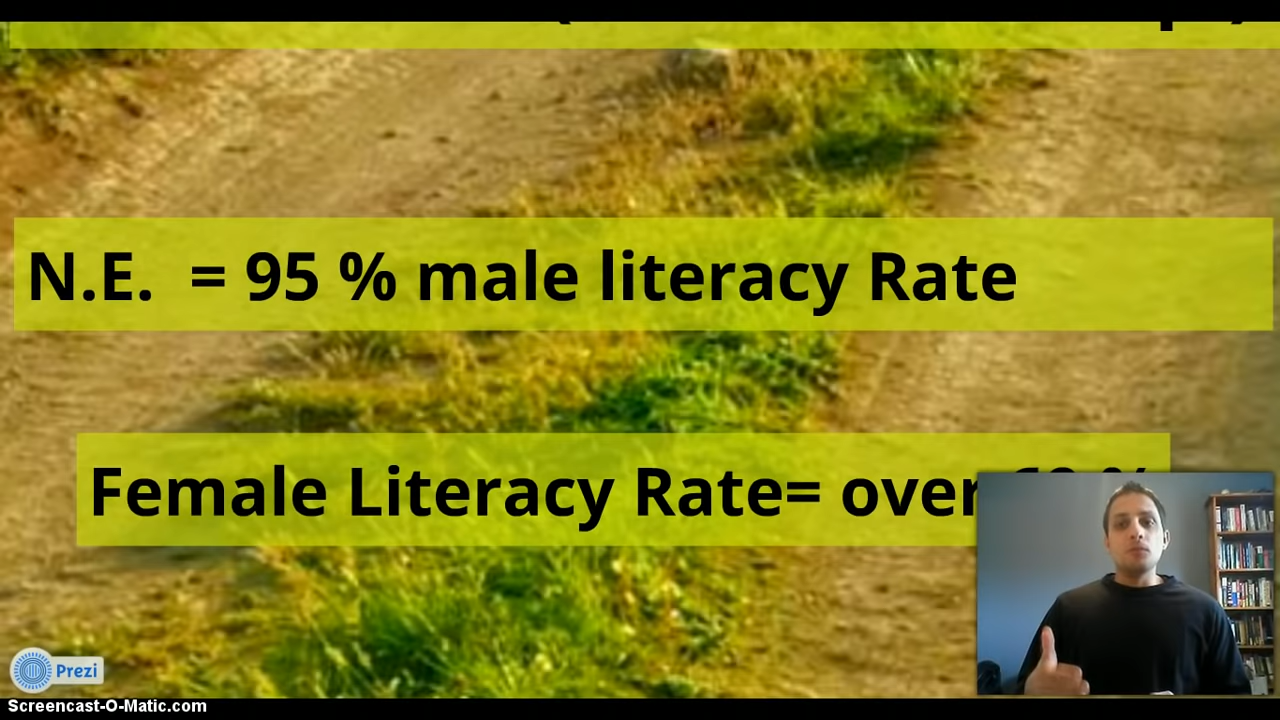 N.E. = 95 % male literacy Rate
Female Literacy Rate= over
Prezi
Screencast-O-Matic.com